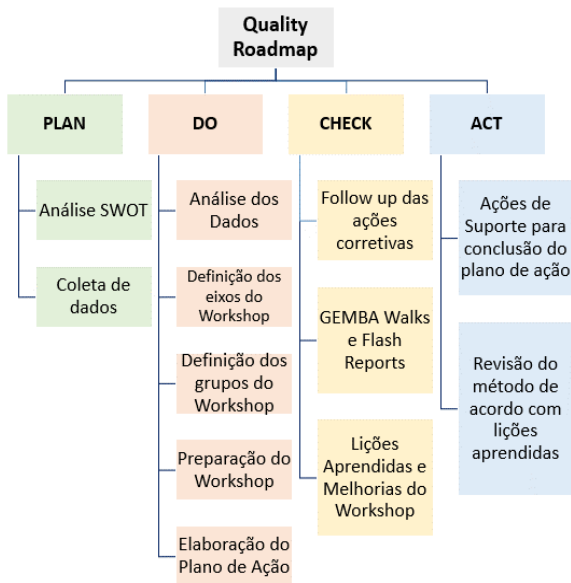 Quality
Roadmap
PLAN
Análise SWOT
Coleta de
dados
DO
Análise dos
Dados
Definição dos
eixos do
Workshop
Definição dos
grupos do
Workshop
Preparação do
Workshop
Elaboração do
Plano de Ação
CHECK
Follow up das
ações
corretivas
GEMBA Walks
e Flash
Reports
Lições
Aprendidas e
Melhorias do
Workshop
ACT
Ações de
Suporte para
conclusão do
plano de ação
Revisão do
método de
acordo com
lições
aprendidas